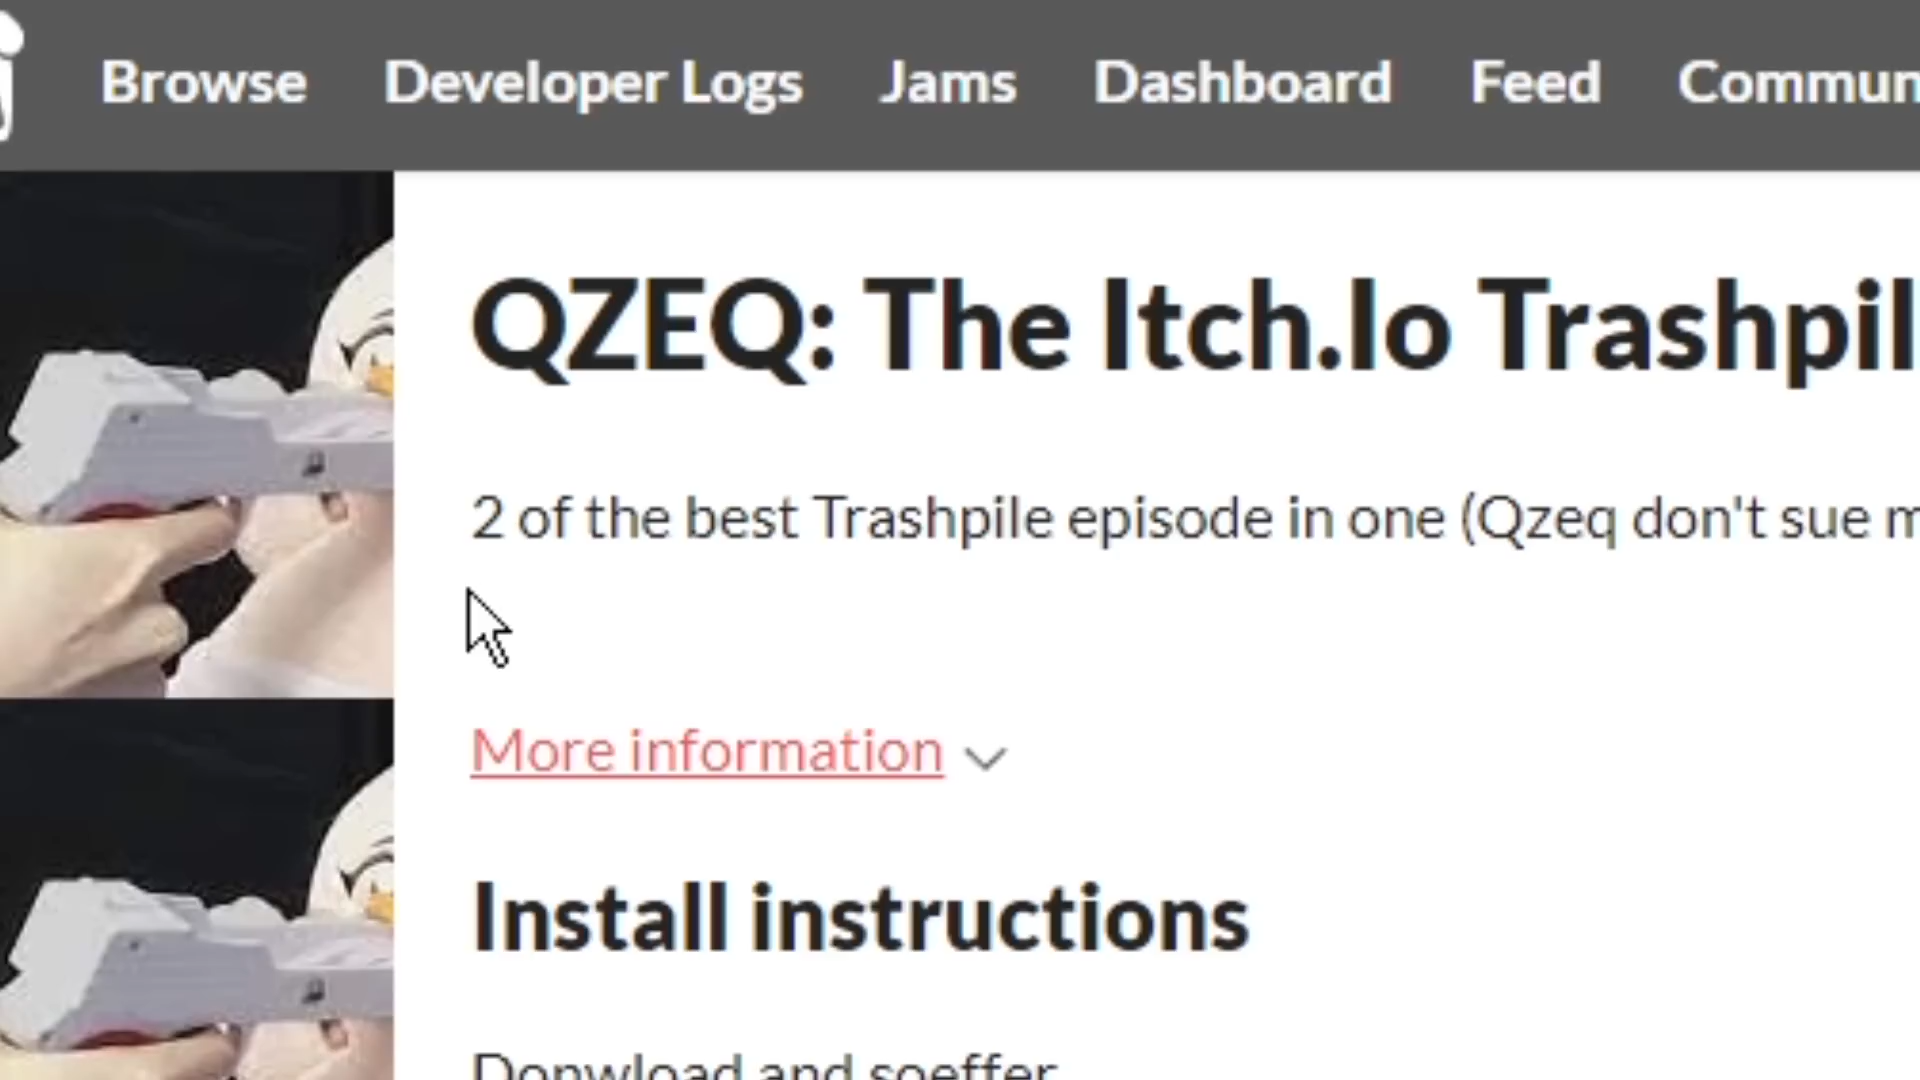 Browse Developer Logs Jams Dashboard Feed Commun
QZEQ: The Itch.Io Trashpil
2 of the best Trashpile episode in one (Qzeq don't sue m
More information
Install instructions
Donwload and soeffer